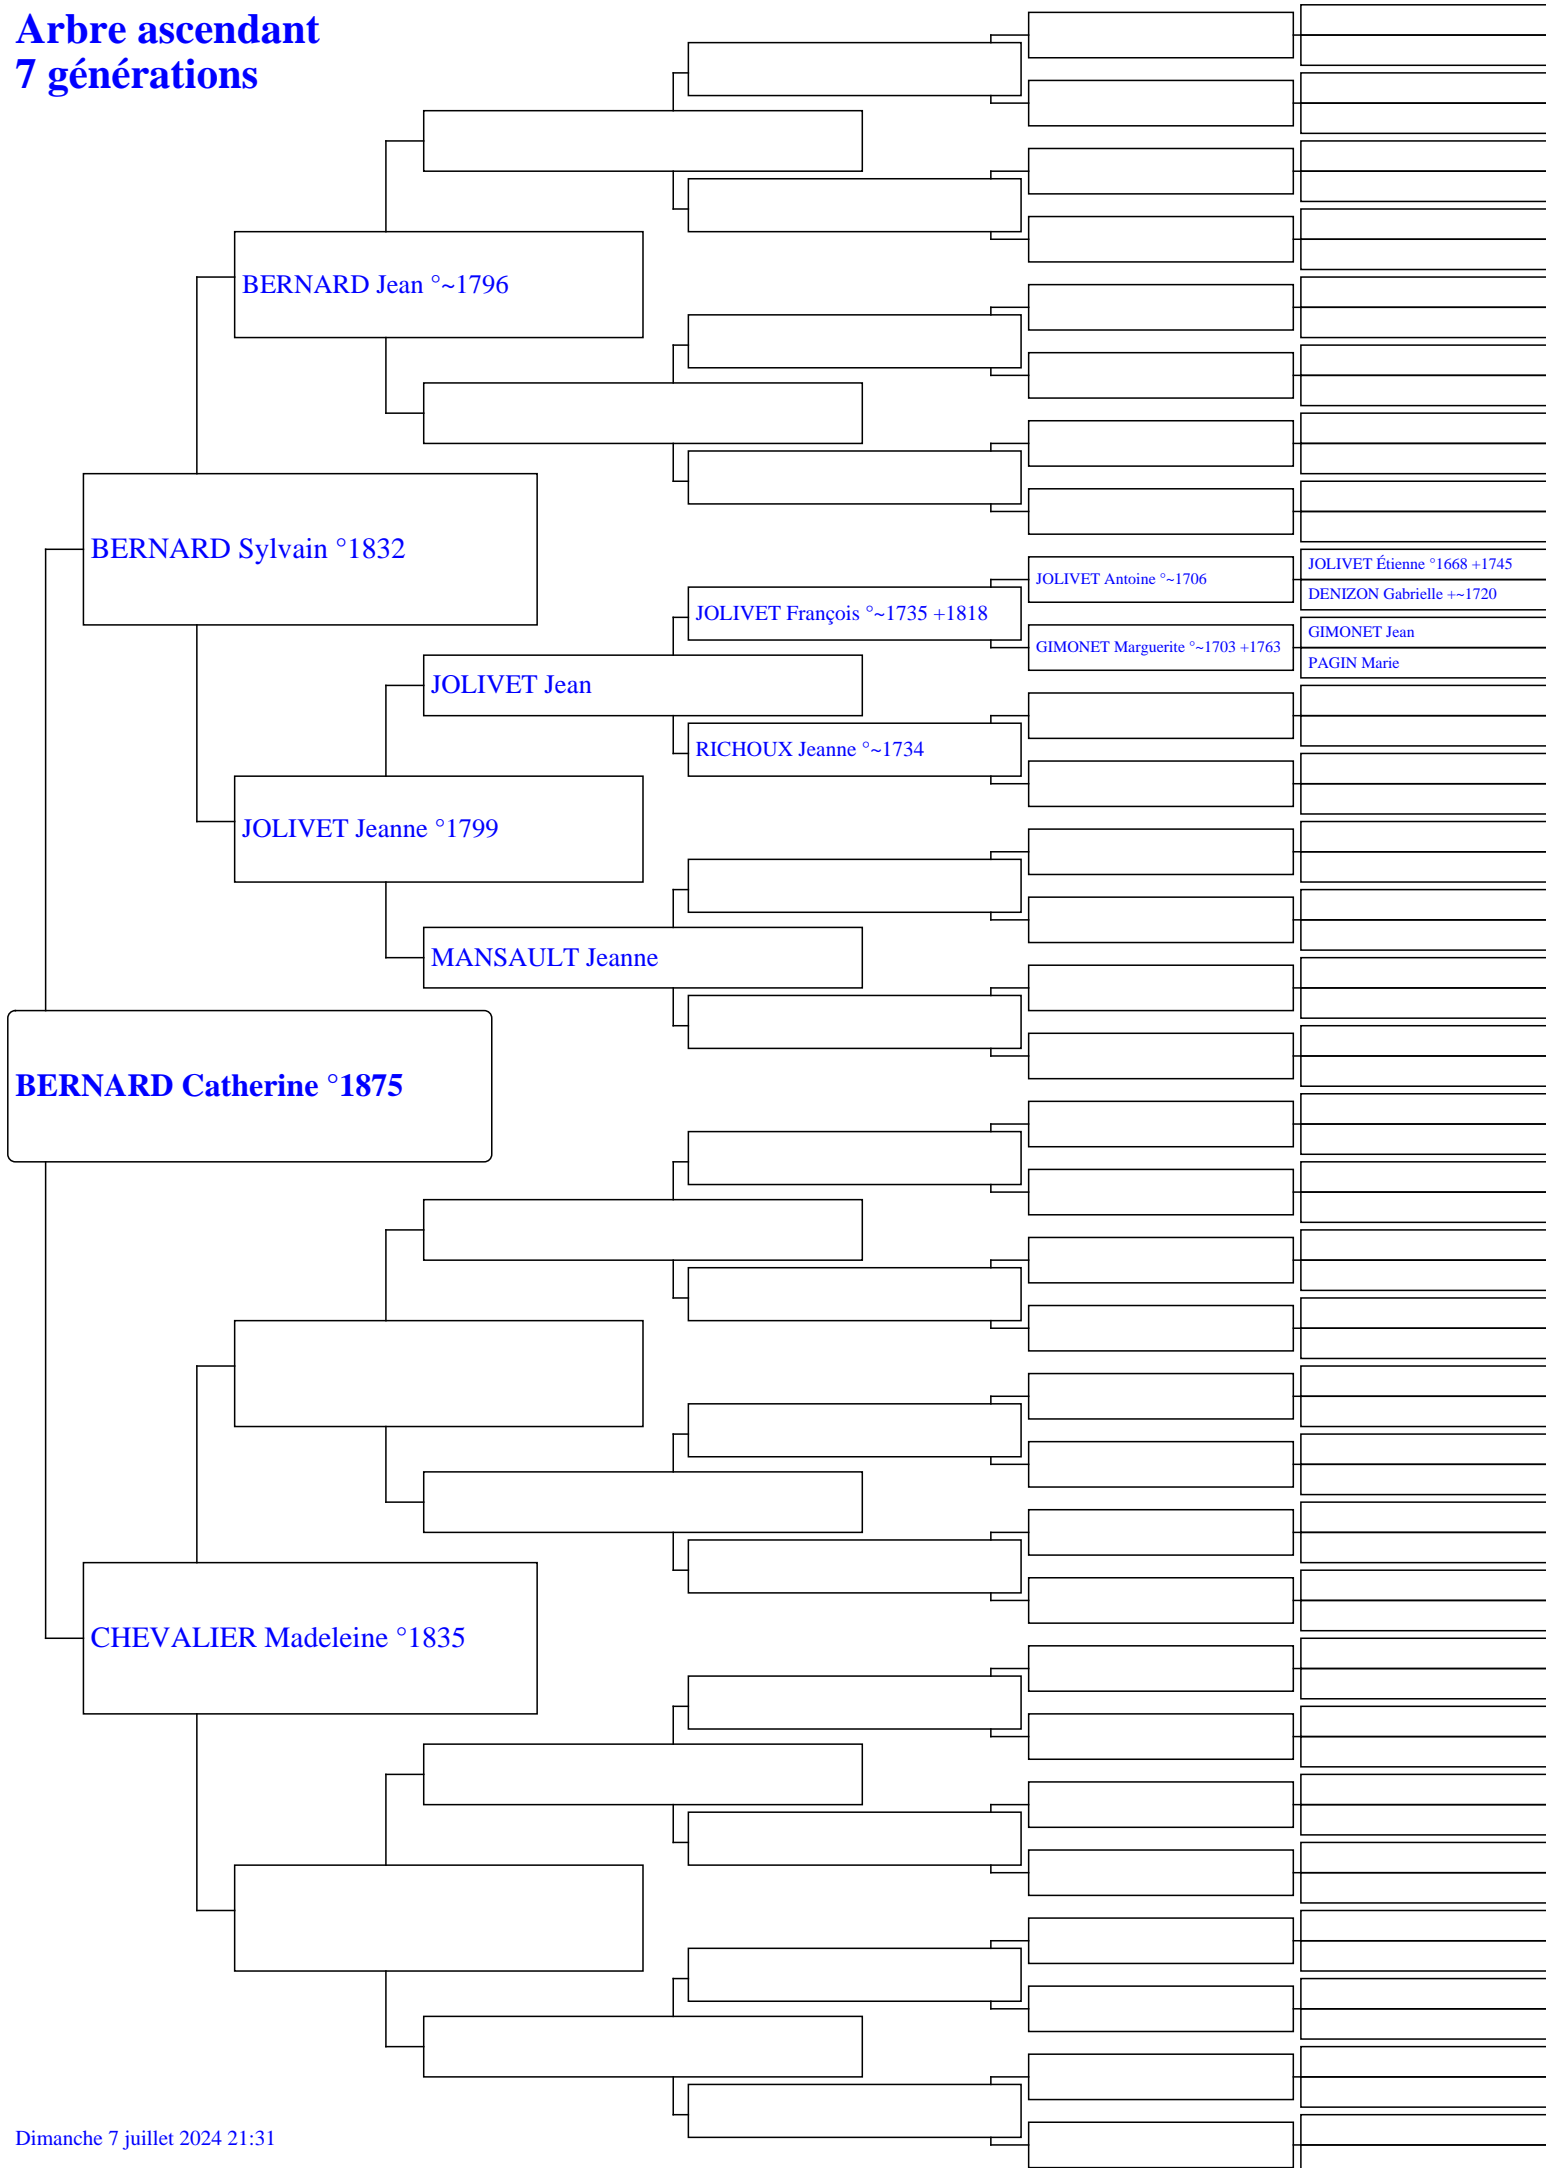 Arbre ascendant
7 générations
BERNARD Jean °~1796
BERNARD Sylvain °1832
JOLIVET Étienne °1668 +1745
JOLIVET Antoine °~1706
DENIZON Gabrielle +~1720
JOLIVET François °~1735 +1818
GIMONET Jean
GIMONET Marguerite °~1703 +1763
PAGIN Marie
JOLIVET Jean
RICHOUX Jeanne °~1734
JOLIVET Jeanne °1799
MANSAULT Jeanne
BERNARD Catherine °1875
CHEVALIER Madeleine °1835
Dimanche 7 juillet 2024 21:31